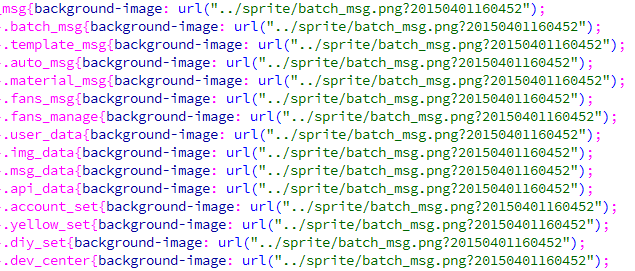 _msg{background-image: url("../sprite/batch_msg.png?20150401160452");
-.batch_msg{background-image: url("../sprite/batch_msg.png?20150401160452");
-.template_msg{background-image: url("../sprite/batch_msg.png?20150401160452");
-.auto_msg{background-image: url("../sprite/batch_msg.png?20150401160452");
-.material_msg{background-image: url("../sprite/batch_msg.png?20150401160452");
-.fans_msg{background-image: url("../sprite/batch_msg.png?20150401160452");
-.fans_manage{background-image: url("../sprite/batch_msg.png?20150401160452");
-.user_data{background-image: url("../sprite/batch_msg.png?20150401160452");
-.img_data{background-image: url("../sprite/batch_msg.png?20150401160452");
-.msg_data{background-image: url("../sprite/batch_msg.png?20150401160452");
-.api_data{background-image: url("../sprite/batch_msg.png?20150401160452");
-.account_set{background-image: url("../sprite/batch_msg.png?20150401160452");
-.yellow_set{background-image: url("../sprite/batch_msg.png?20150401160452");
-.diy_set{background-image: url("../sprite/batch_msg.png?20150401160452");
-.dev_center{background-image: url("../sprite/batch_msg.png?20150401160452");